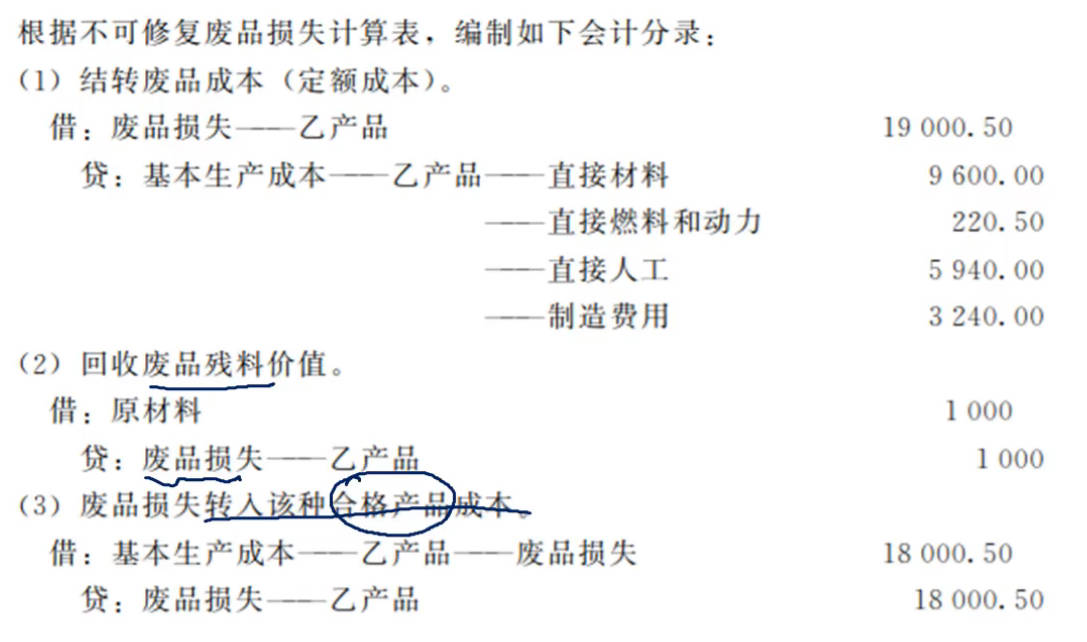 根据不可修复废品损失计算表，编制如下会计分录：
（1）结转废品成本（定额成本）。
借：废品损失——乙产品 19 000.50
贷：基本生产成本——乙产品——直接材料 9 600.00
——直接燃料和动力 220.50
——直接人工 5 940.00
——制造费用 3 240.00
（2）回收废品残料价值。
借：原材料 1 000
贷：废品损失——乙产品 1 000
（3）废品损失转入该种合格产品成本。
借：基本生产成本——乙产品——废品损失 18 000.50
贷：废品损失——乙产品 18 000.50